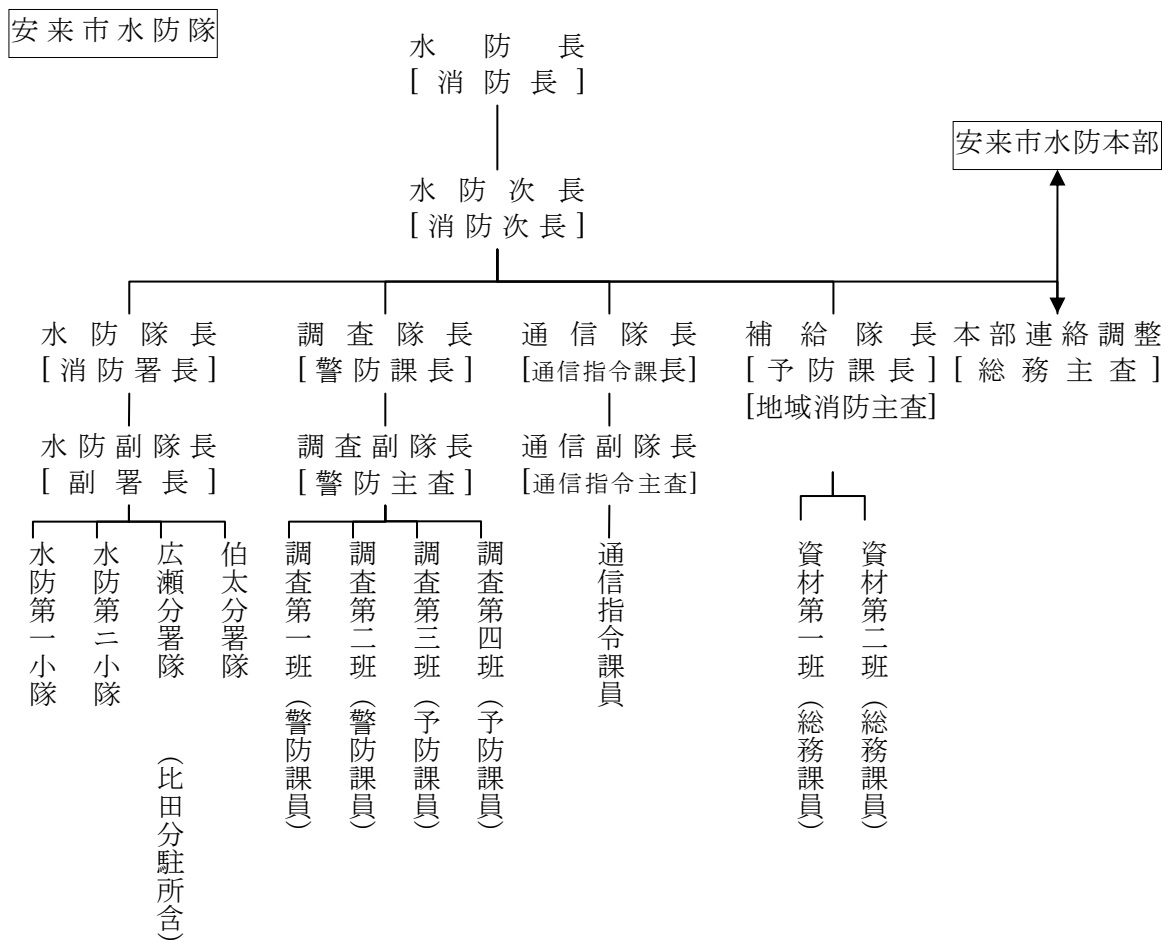 安来市水防隊
水防長
[消防長]
安来市水防本部
水防次長
[消防次長]
水防隊長
[消防署長]
調査隊長
[警防課長]
通信隊長
[通信指令課長]
補給隊長
[予防課長]
[地域消防主査]
本部連絡調整
[総務主査]
水防副隊長
[副署長]
調査副隊長
[警防主査]
通信副隊長
[通信指令主査]
水防第一小隊
水防第ニ小隊
広瀬分署隊（比田分駐所含）
伯太分署隊
調査第一班（警防課員）
調査第二班（警防課員）
調査第三班（予防課員）
調査第四班（予防課員）
通信指令課員
資材第一班（総務課員）
資材第二班（総務課員）